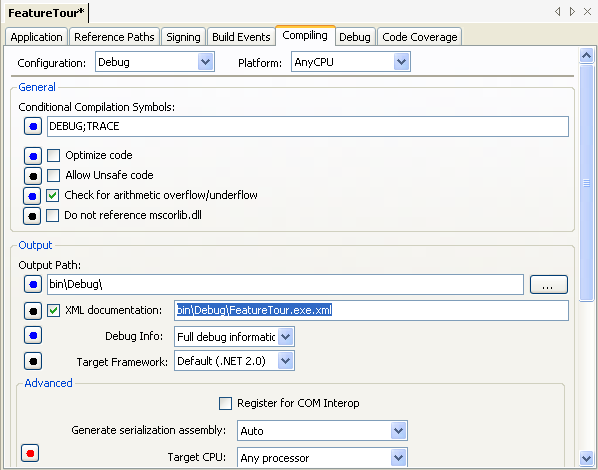 FeatureTour*
Application Reference Paths Signing Build Events Compiling Debug Code Coverage
Configuration: Debug Platform: AnyCPU
General
Conditional Compilation Symbols:
DEBUG;TRACE
Optimize code
Allow Unsafe code
Check for arithmetic overflow/underflow
Do not reference mscorlib.dll
Output
Output Path:
bin\Debug\ ...
XML documentation: bin\Debug\FeatureTour.exe.xml
Debug Info: Full debug informatic
Target Framework: Default (.NET 2.0)
Advanced
Register for COM Interop
Generate serialization assembly: Auto
Target CPU: Any processor